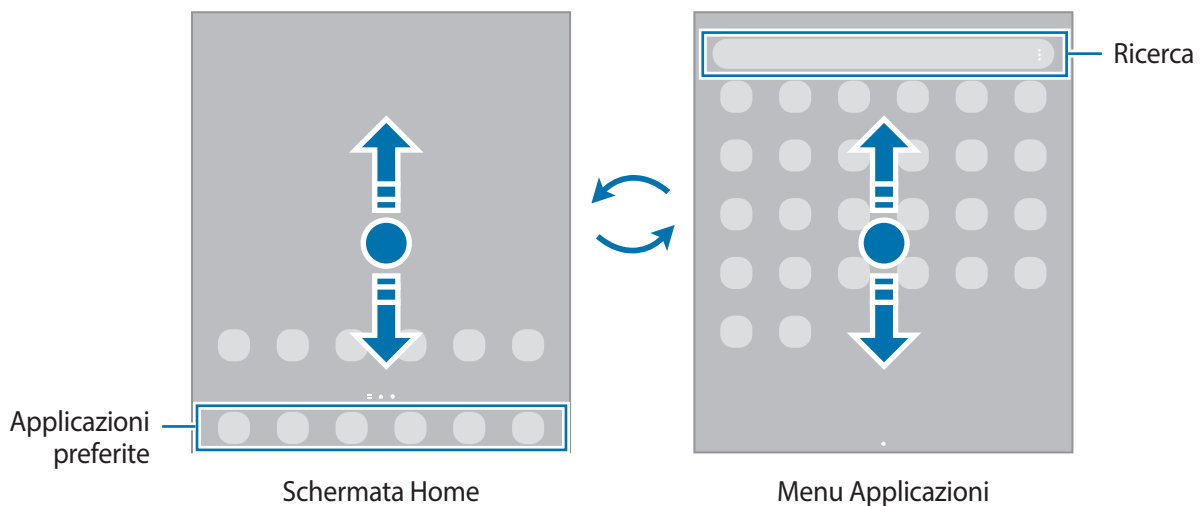 Ricerca
Applicazioni
preferite
Schermata Home
Menu Applicazioni